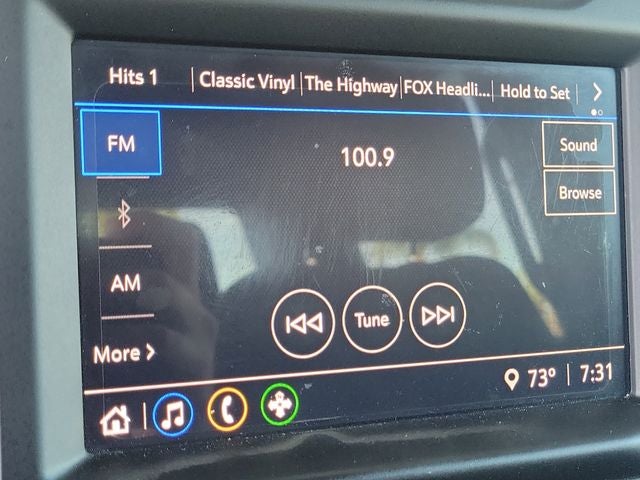 Hits 1 Classic Vinyl The Highway FOX Headli... Hold to Set
FM
100.9
Sound
Browse
AM
Tune
More
73° 7:31